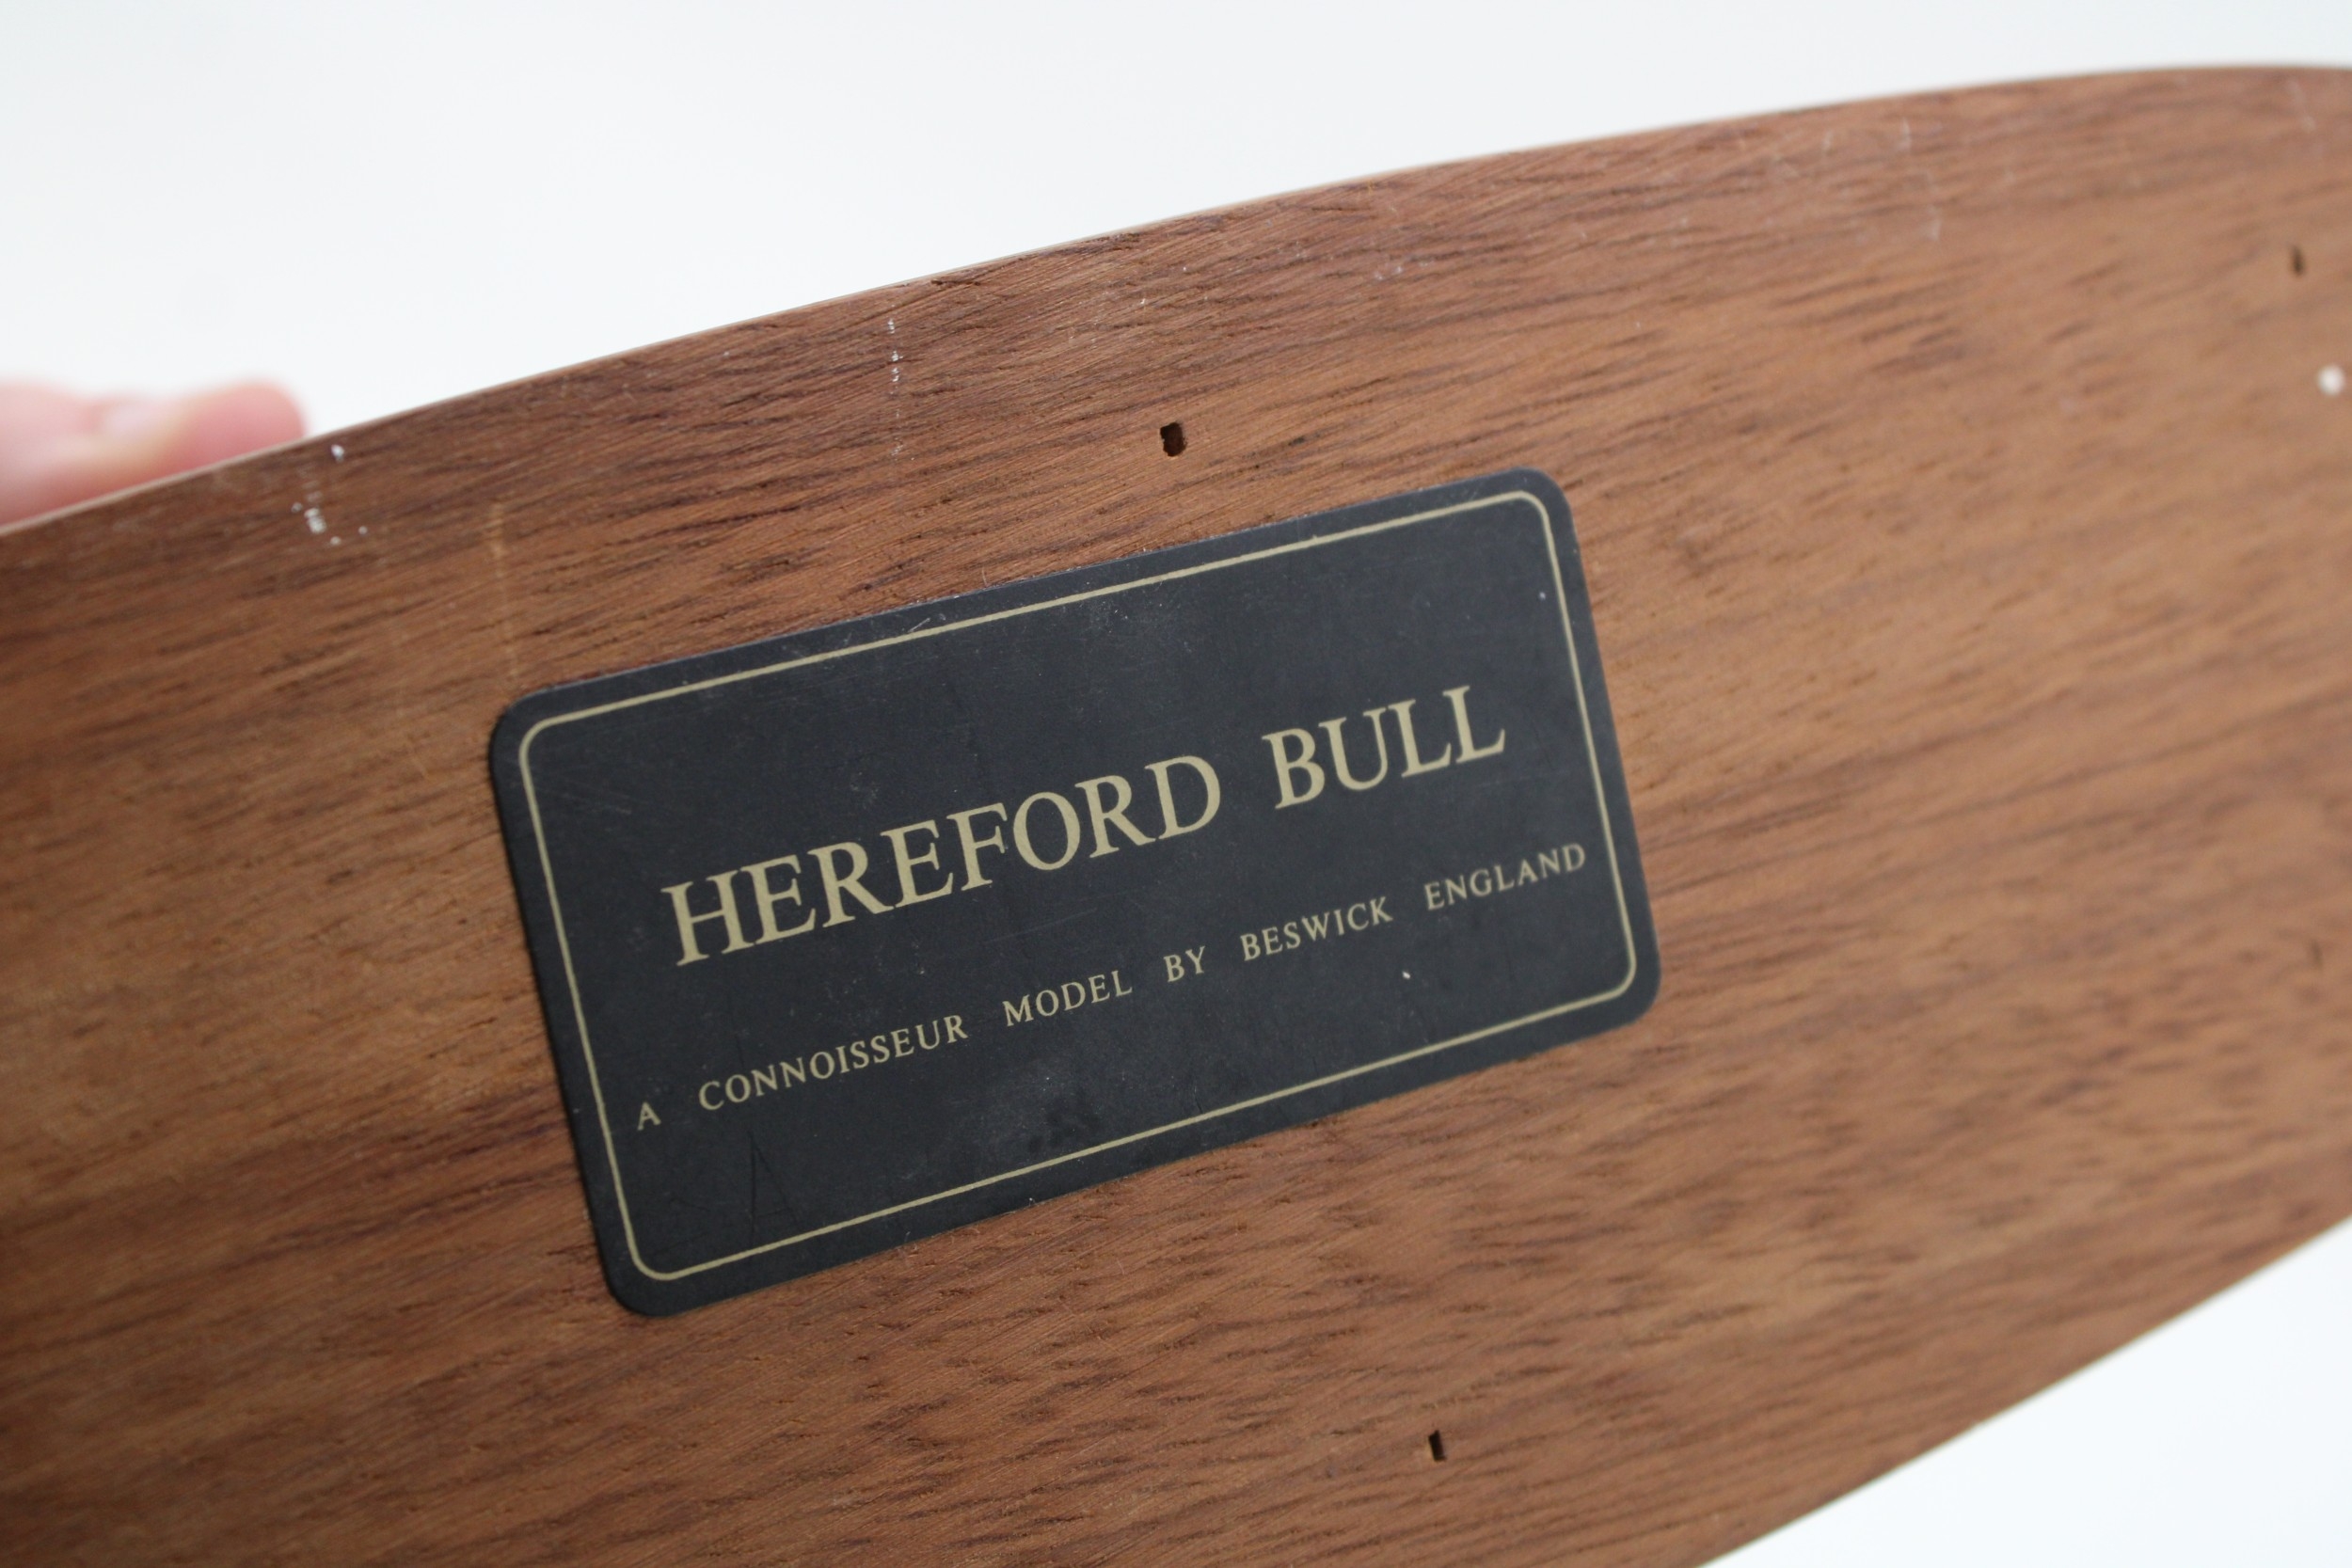 HEREFORD BULL
A CONNOISSEUR MODEL BY BESWICK ENGLAND